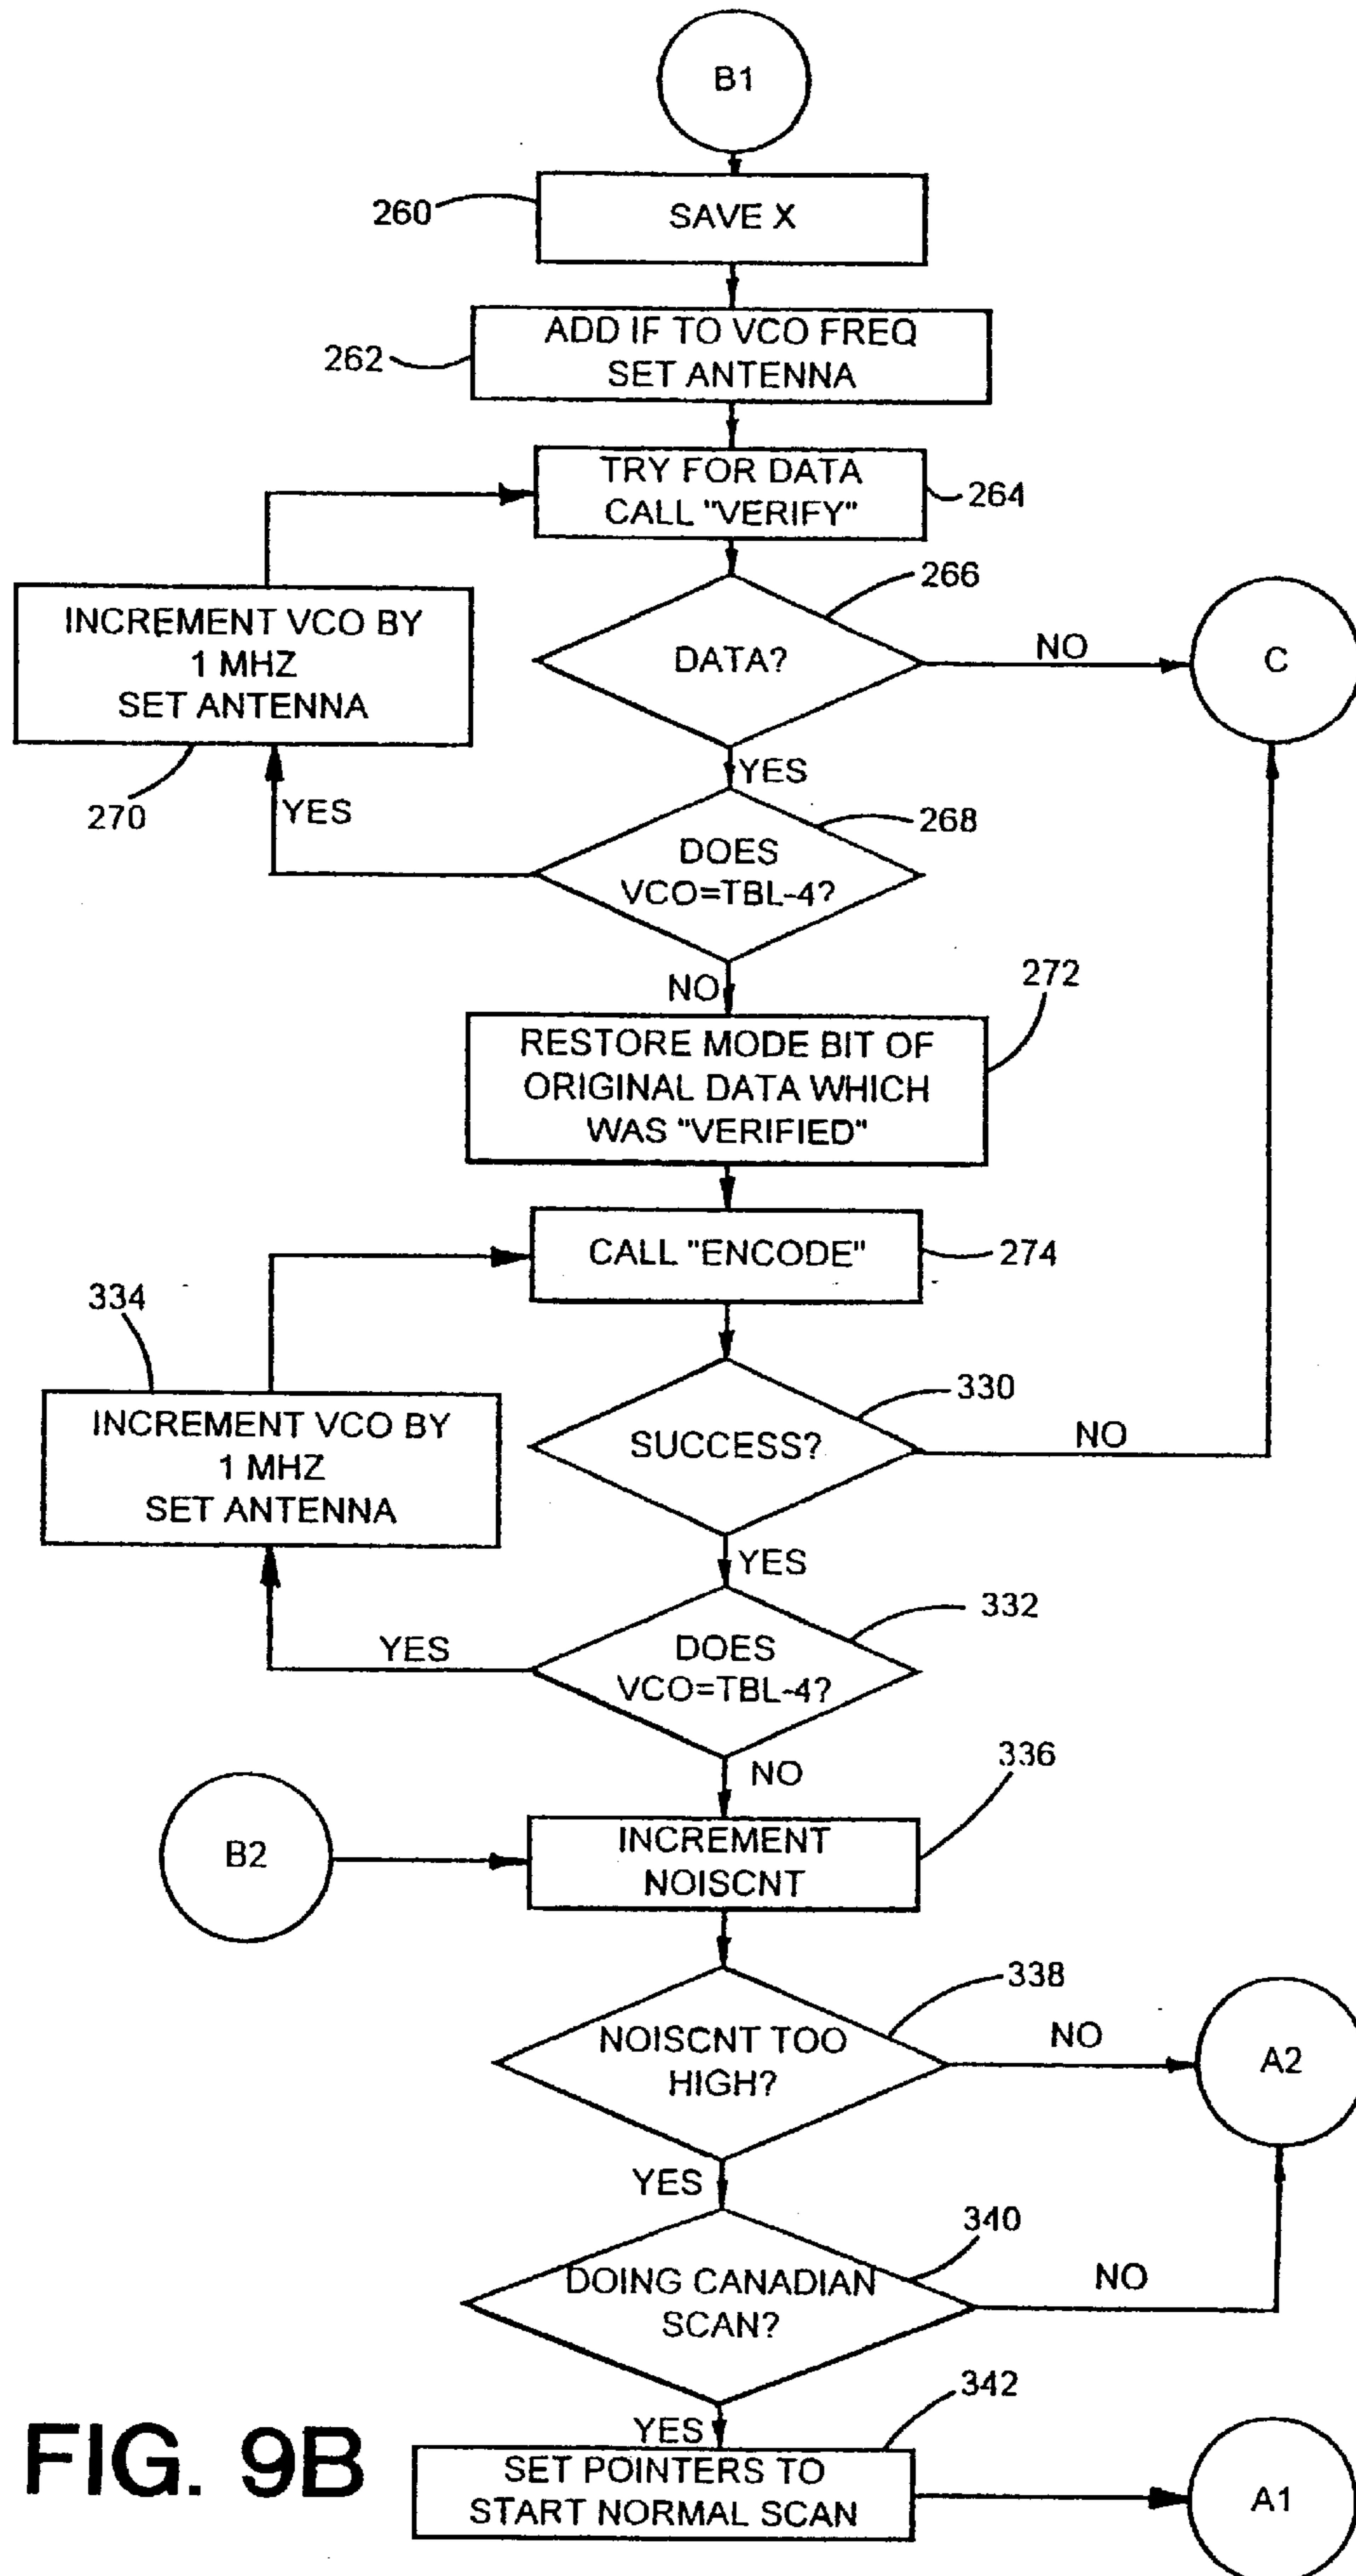 B1
260
SAVE X
262
ADD IF TO VCO FREQ
SET ANTENNA
TRY FOR DATA
CALL "VERIFY"
264
266
INCREMENT VCO BY
1 MHZ
SET ANTENNA
DATA?
NO
C
270
YES
YES
268
DOES
VCO=TBL-4?
NO
272
RESTORE MODE BIT OF
ORIGINAL DATA WHICH
WAS "VERIFIED"
CALL "ENCODE"
274
334
330
INCREMENT VCO BY
1 MHZ
SET ANTENNA
SUCCESS?
NO
YES
332
YES
DOES
VCO=TBL-4?
NO
336
B2
INCREMENT
NOISCNT
338
NOISCNT TOO
HIGH?
NO
A2
YES
340
DOING CANADIAN
SCAN?
NO
342
YES
FIG. 9B
SET POINTERS TO
START NORMAL SCAN
A1